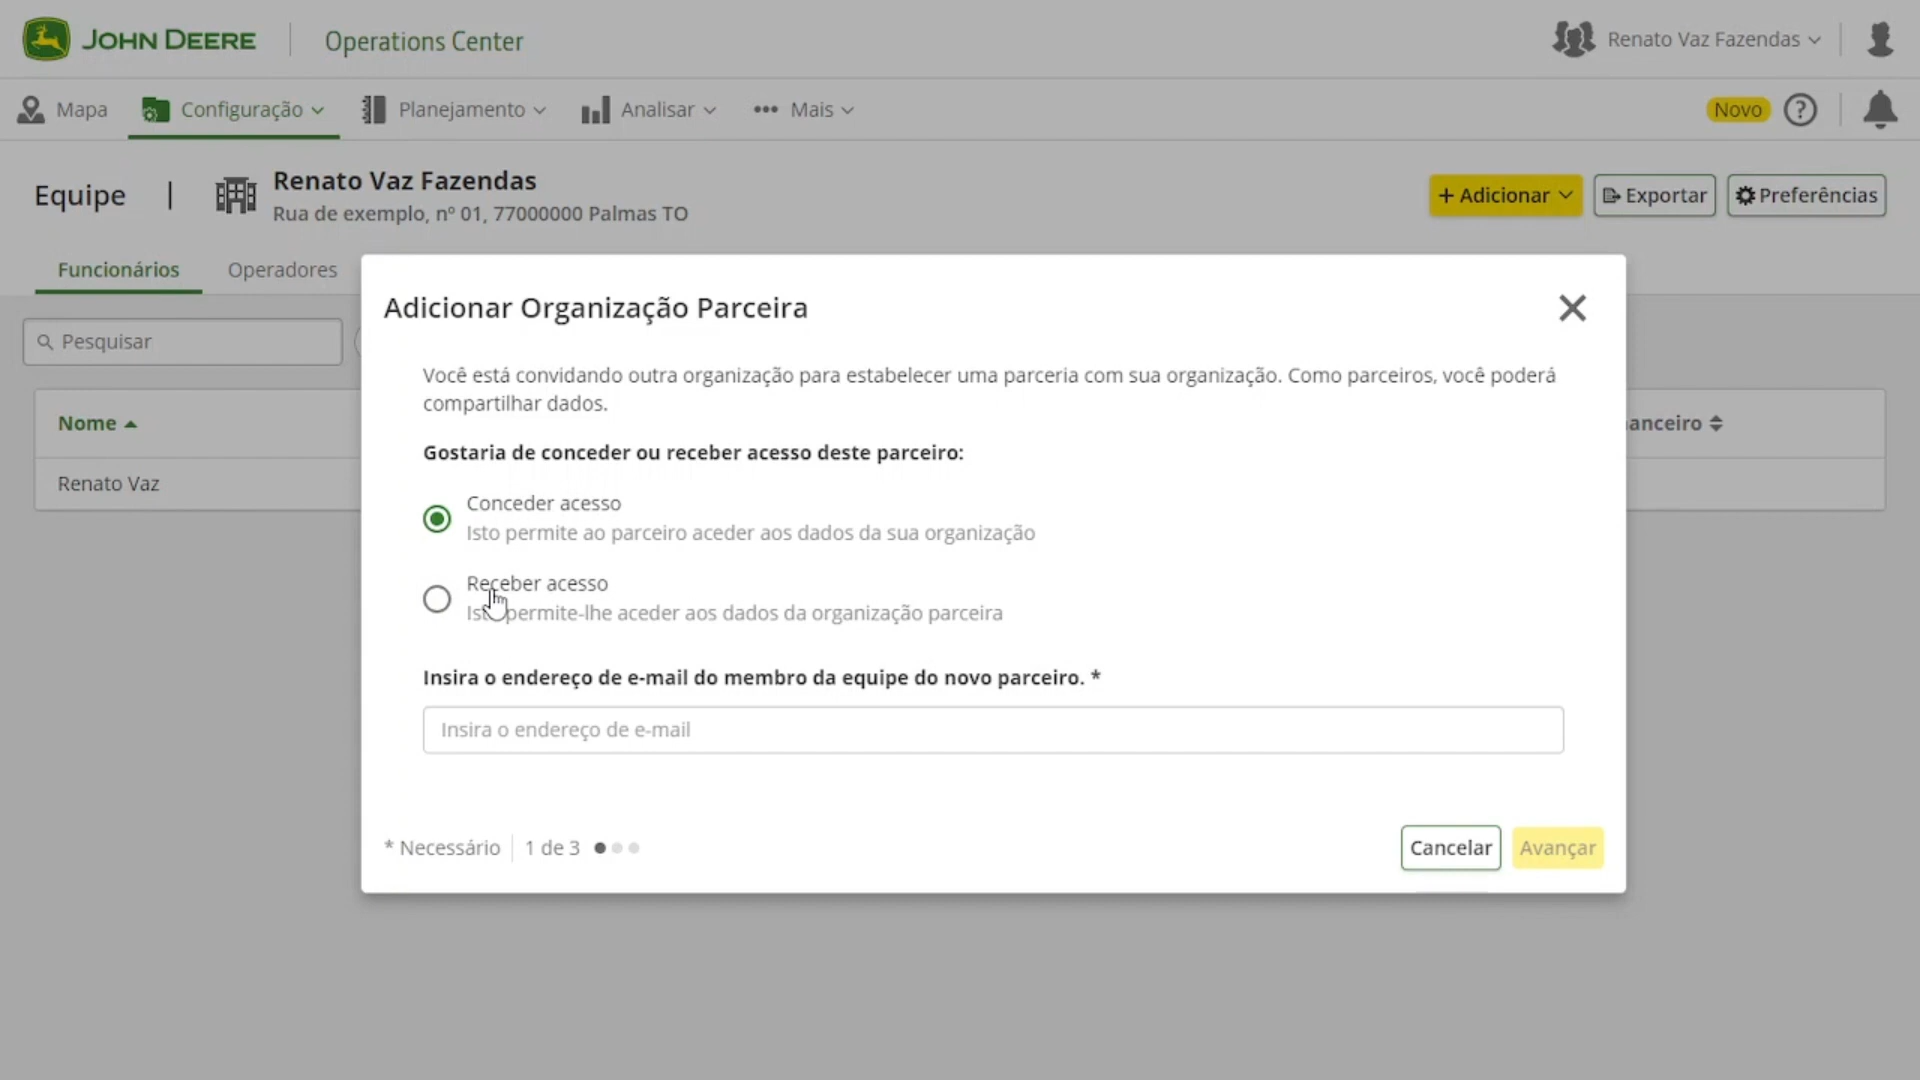 JOHN DEERE
Operations Center
Renato Vaz Fazendas
Mapa
Configuração
Planejamento
Analisar
Mais
Novo
Equipe
Renato Vaz Fazendas
Rua de exemplo, nº 01, 77000000 Palmas TO
+ Adicionar
Exportar
Preferências
Funcionários
Operadores
Pesquisar
Nome
anceiro
Renato Vaz
Adicionar Organização Parceira
Você está convidando outra organização para estabelecer uma parceria com sua organização. Como parceiros, você poderá
compartilhar dados.
Gostaria de conceder ou receber acesso deste parceiro:
Conceder acesso
Isto permite ao parceiro aceder aos dados da sua organização
Receber acesso
Isto permite-lhe aceder aos dados da organização parceira
Insira o endereço de e-mail do membro da equipe do novo parceiro. *
Insira o endereço de e-mail
* Necessário
1 de 3
Cancelar
Avançar